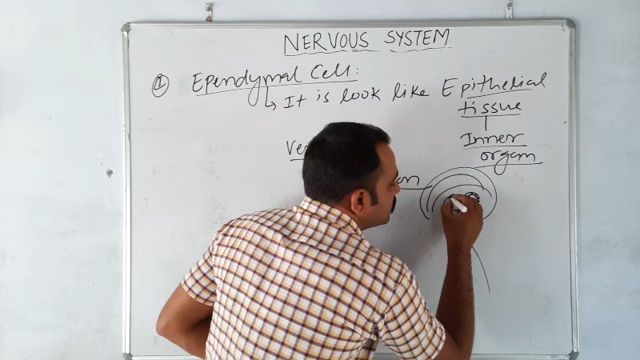 NERVOUS SYSTEM
① Ependymal Cell:
↳ It is look like Epithelial
tissue
Inner
organ